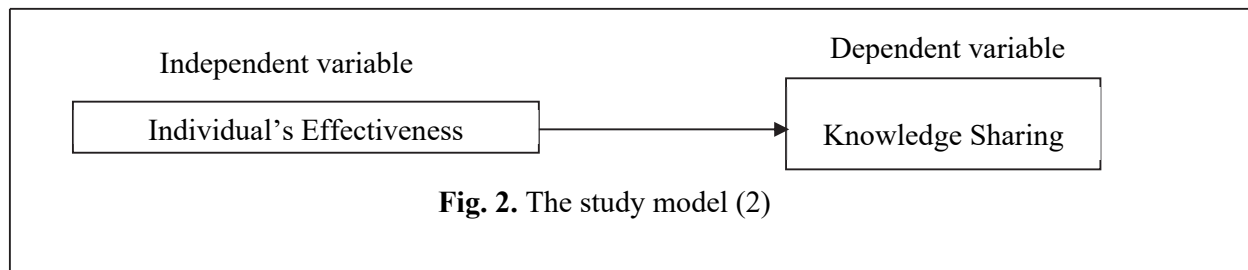 Independent variable
Dependent variable
Individual's Effectiveness
Knowledge Sharing
Fig. 2. The study model (2)